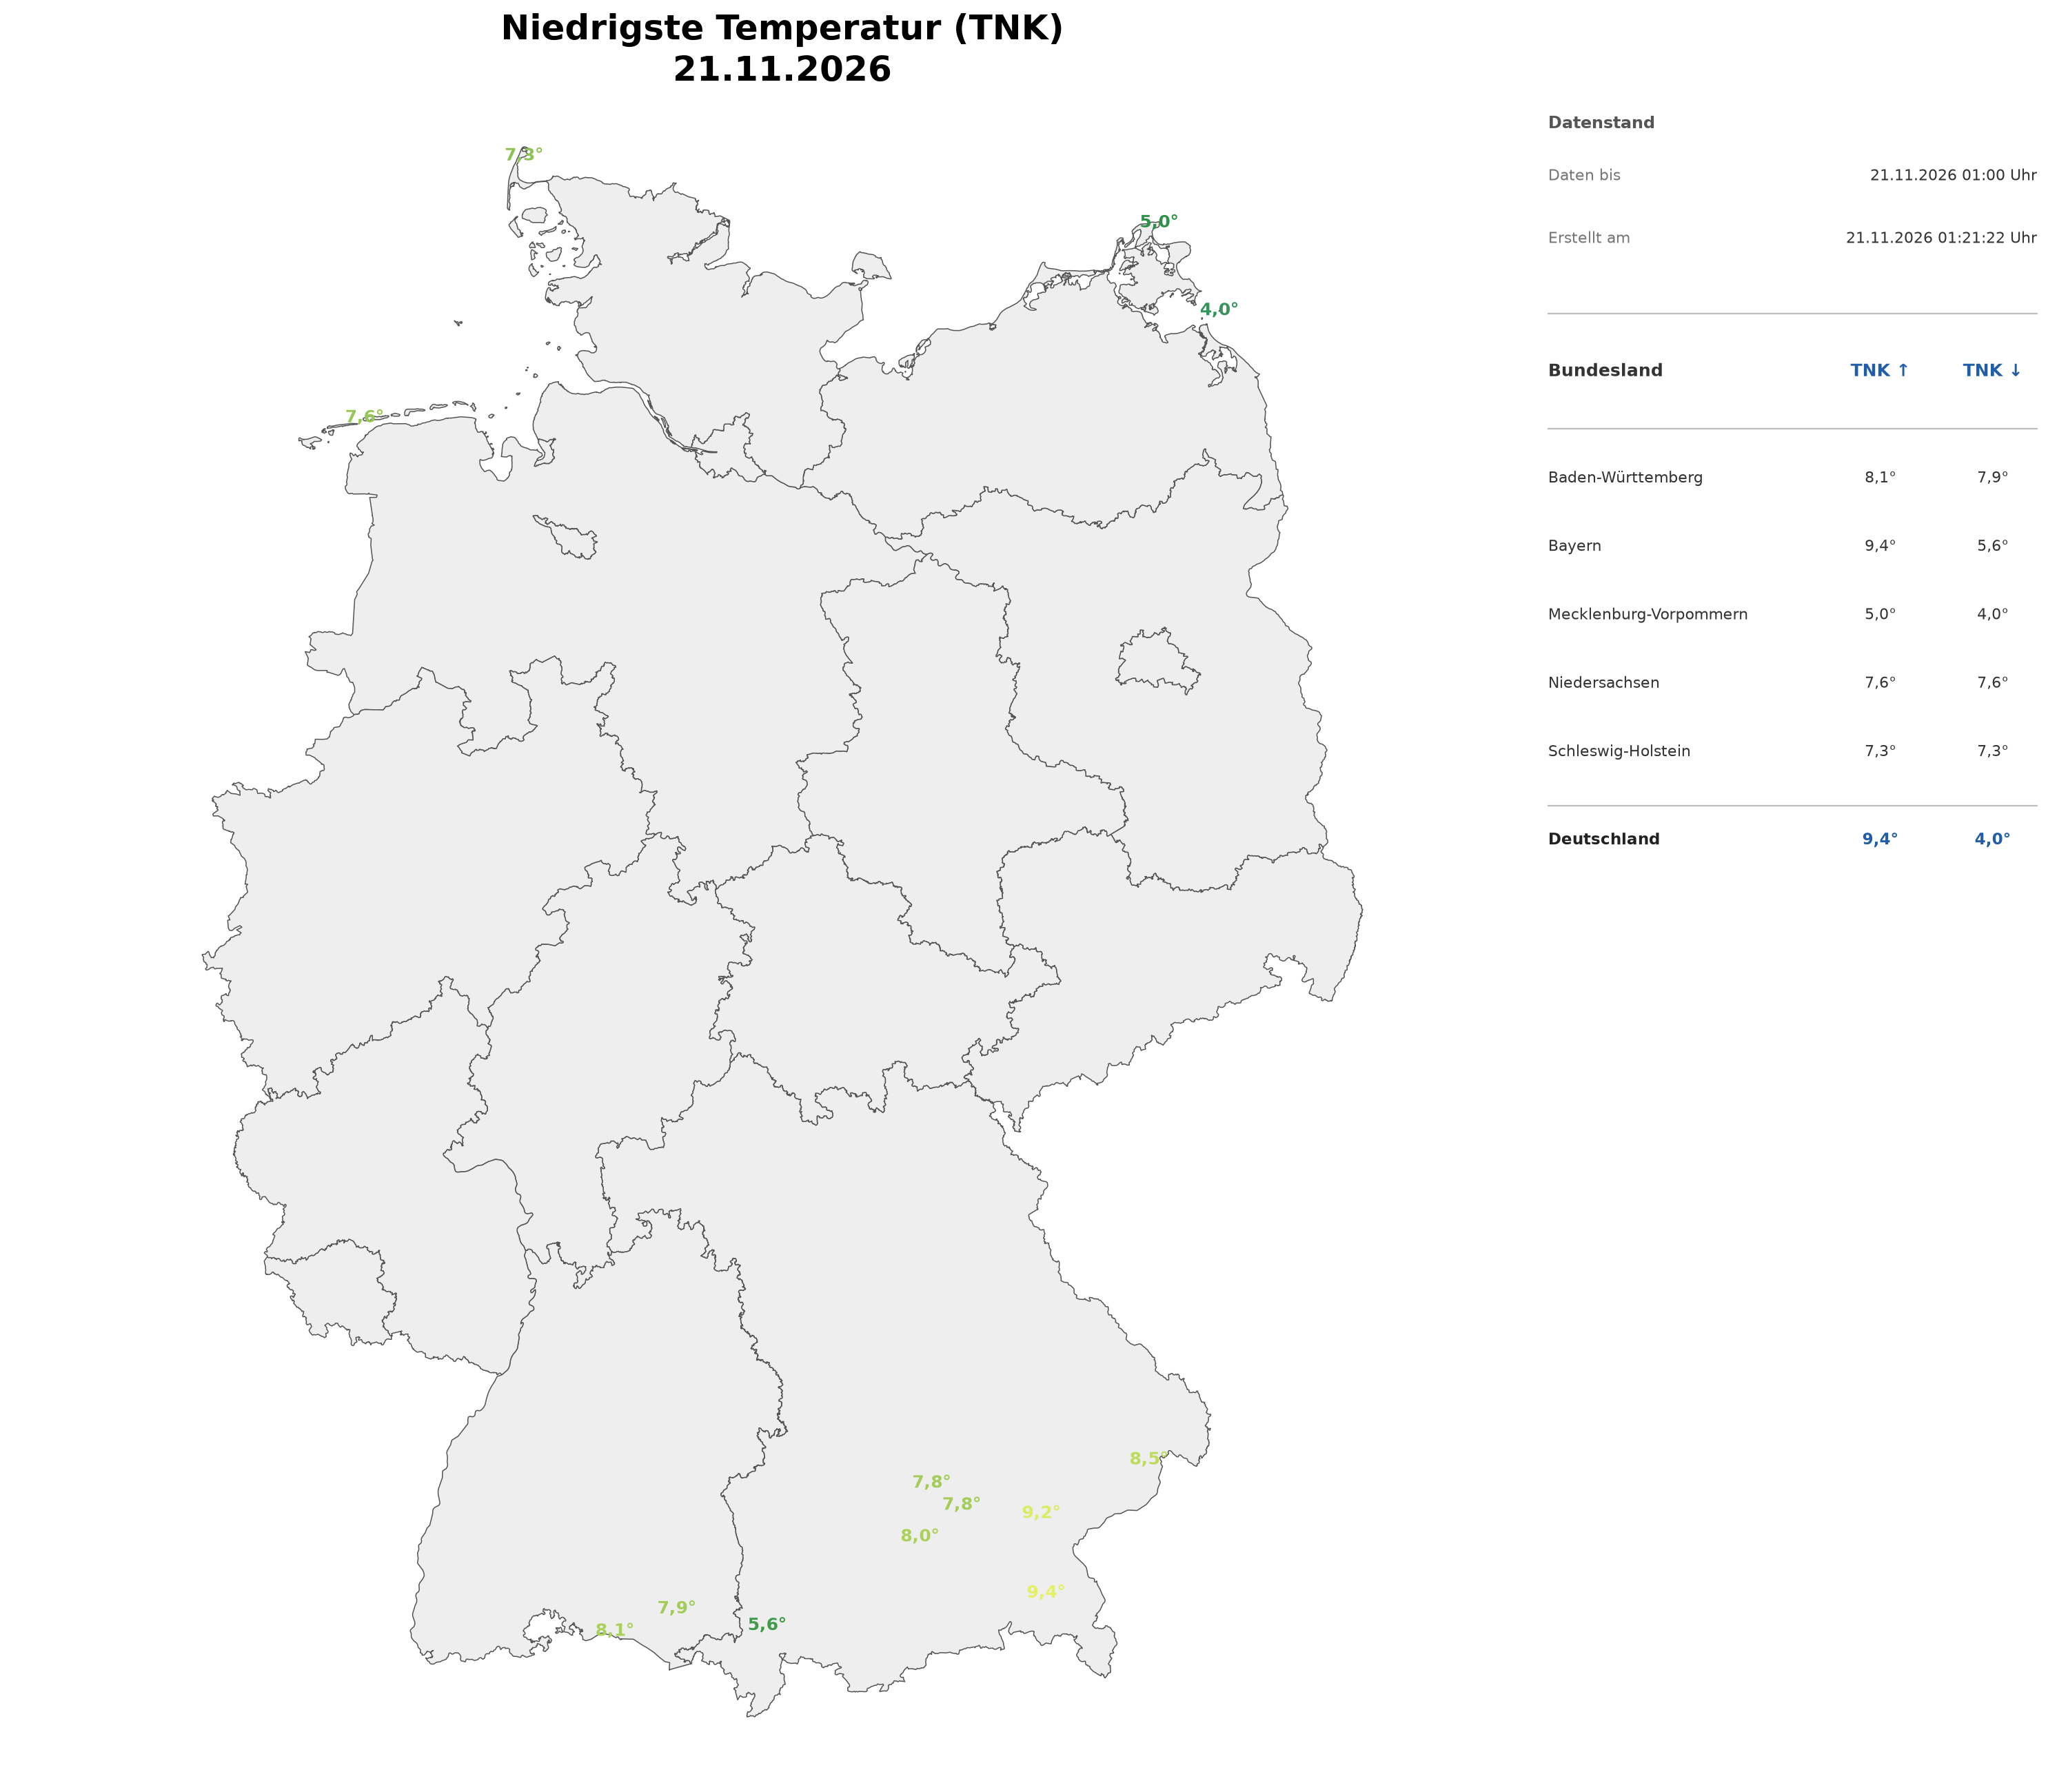 Niedrigste Temperatur (TNK)
21.11.2026
Datenstand
Daten bis 21.11.2026 01:00 Uhr
Erstellt am 21.11.2026 01:21:22 Uhr
Bundesland TNK ↑ TNK ↓
Baden-Württemberg 8,1° 7,9°
Bayern 9,4° 5,6°
Mecklenburg-Vorpommern 5,0° 4,0°
Niedersachsen 7,6° 7,6°
Schleswig-Holstein 7,3° 7,3°
Deutschland 9,4° 4,0°
7,3°
5,0°
4,0°
7,6°
8,5°
7,8°
7,8°
9,2°
8,0°
9,4°
7,9°
5,6°
8,1°